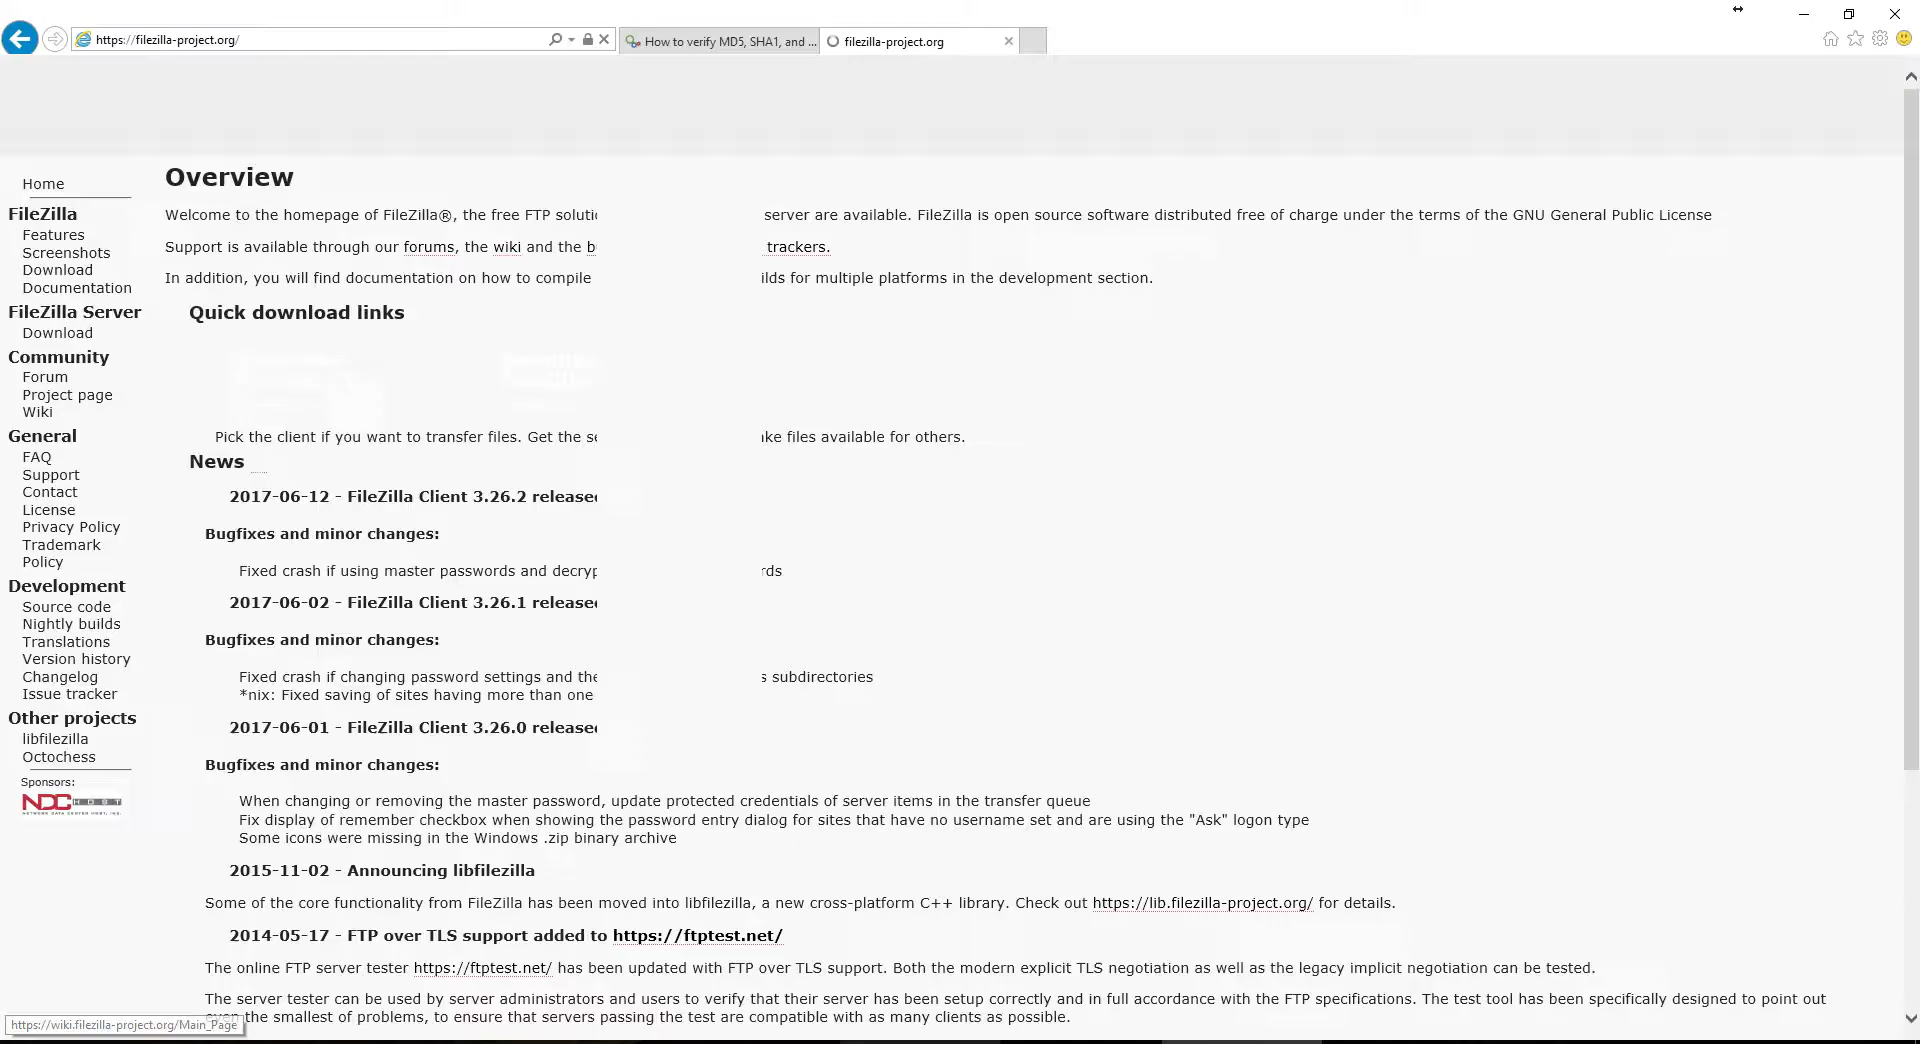 https://filezilla-project.org/
How to verify MD5, SHA1, and ...
filezilla-project.org
Home
FileZilla
Features
Screenshots
Download
Documentation
FileZilla Server
Download
Community
Forum
Project page
Wiki
General
FAQ
Support
Contact
License
Privacy Policy
Trademark
Policy
Development
Source code
Nightly builds
Translations
Version history
Changelog
Issue tracker
Other projects
libfilezilla
Octochess
Sponsors:
NDC HOST
Overview
Welcome to the homepage of FileZilla®, the free FTP server are available. FileZilla is open source software distributed free of charge under the terms of the GNU General Public License
Support is available through our forums, the wiki and the trackers.
In addition, you will find documentation on how to compile for multiple platforms in the development section.
Quick download links
Pick the client if you want to transfer files. Get the files available for others.
News
2017-06-12 - FileZilla Client 3.26.2 released
Bugfixes and minor changes:
Fixed crash if using master passwords and
2017-06-02 - FileZilla Client 3.26.1 released
Bugfixes and minor changes:
Fixed crash if changing password settings and subdirectories
*nix: Fixed saving of sites having more than one
2017-06-01 - FileZilla Client 3.26.0 released
Bugfixes and minor changes:
When changing or removing the master password, update protected credentials of server items in the transfer queue
Fix display of remember checkbox when showing the password entry dialog for sites that have no username set and are using the "Ask" logon type
Some icons were missing in the Windows .zip binary archive
2015-11-02 - Announcing libfilezilla
Some of the core functionality from FileZilla has been moved into libfilezilla, a new cross-platform C++ library. Check out https://lib.filezilla-project.org/ for details.
2014-05-17 - FTP over TLS support added to https://ftptest.net/
The online FTP server tester https://ftptest.net/ has been updated with FTP over TLS support. Both the modern explicit TLS negotiation as well as the legacy implicit negotiation can be tested.
The server tester can be used by server administrators and users to verify that their server has been setup correctly and in full accordance with the FTP specifications. The test tool has been specifically designed to point out
even the smallest of problems, to ensure that servers passing the test are compatible with as many clients as possible.
https://wiki.filezilla-project.org/Main_Page